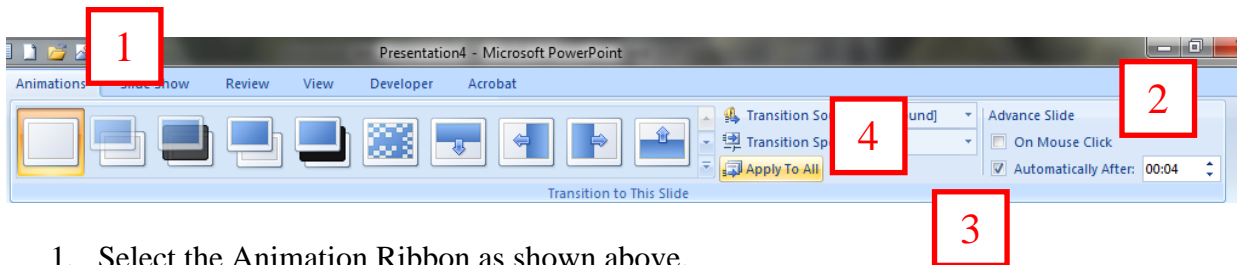 1
Presentation4 - Microsoft PowerPoint
Animations Slide Show Review View Developer Acrobat
2
Transition So und] Advance Slide
4
Transition Sp On Mouse Click
Apply To All Automatically After: 00:04
Transition to This Slide
3
1. Select the Animation Ribbon as shown above.